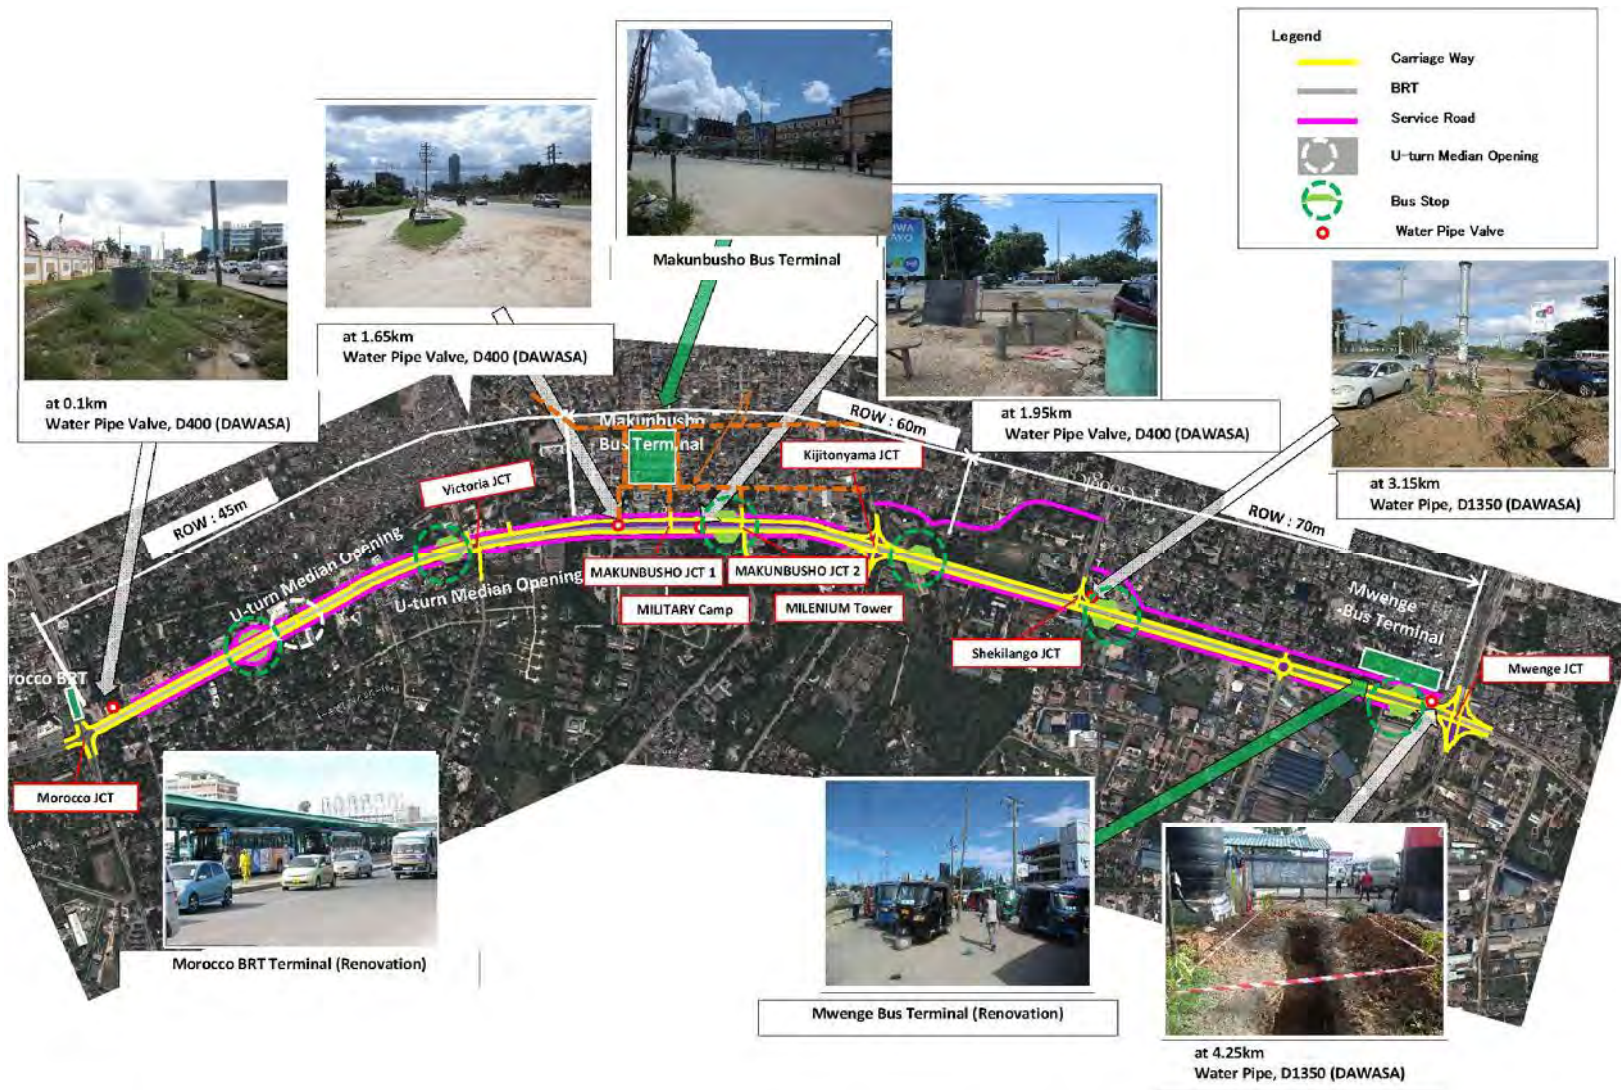 Legend
Carriage Way
BRT
Service Road
U-turn Median Opening
Bus Stop
Water Pipe Valve
Makunbusho Bus Terminal
at 0.1km
Water Pipe Valve, D400 (DAWASA)
at 1.65km
Water Pipe Valve, D400 (DAWASA)
at 1.95km
Water Pipe Valve, D400 (DAWASA)
at 3.15km
Water Pipe, D1350 (DAWASA)
ROW : 45m
ROW : 60m
ROW : 70m
Makunbusho
Bus Terminal
Kijitonyama JCT
Victoria JCT
U-turn Median Opening
U-turn Median Opening
MAKUNBUSHO JCT 1
MAKUNBUSHO JCT 2
MILITARY Camp
MILENIUM Tower
Shekilango JCT
Mwenge
Bus Terminal
Mwenge JCT
rocco BRT
Morocco JCT
Morocco BRT Terminal (Renovation)
Mwenge Bus Terminal (Renovation)
at 4.25km
Water Pipe, D1350 (DAWASA)